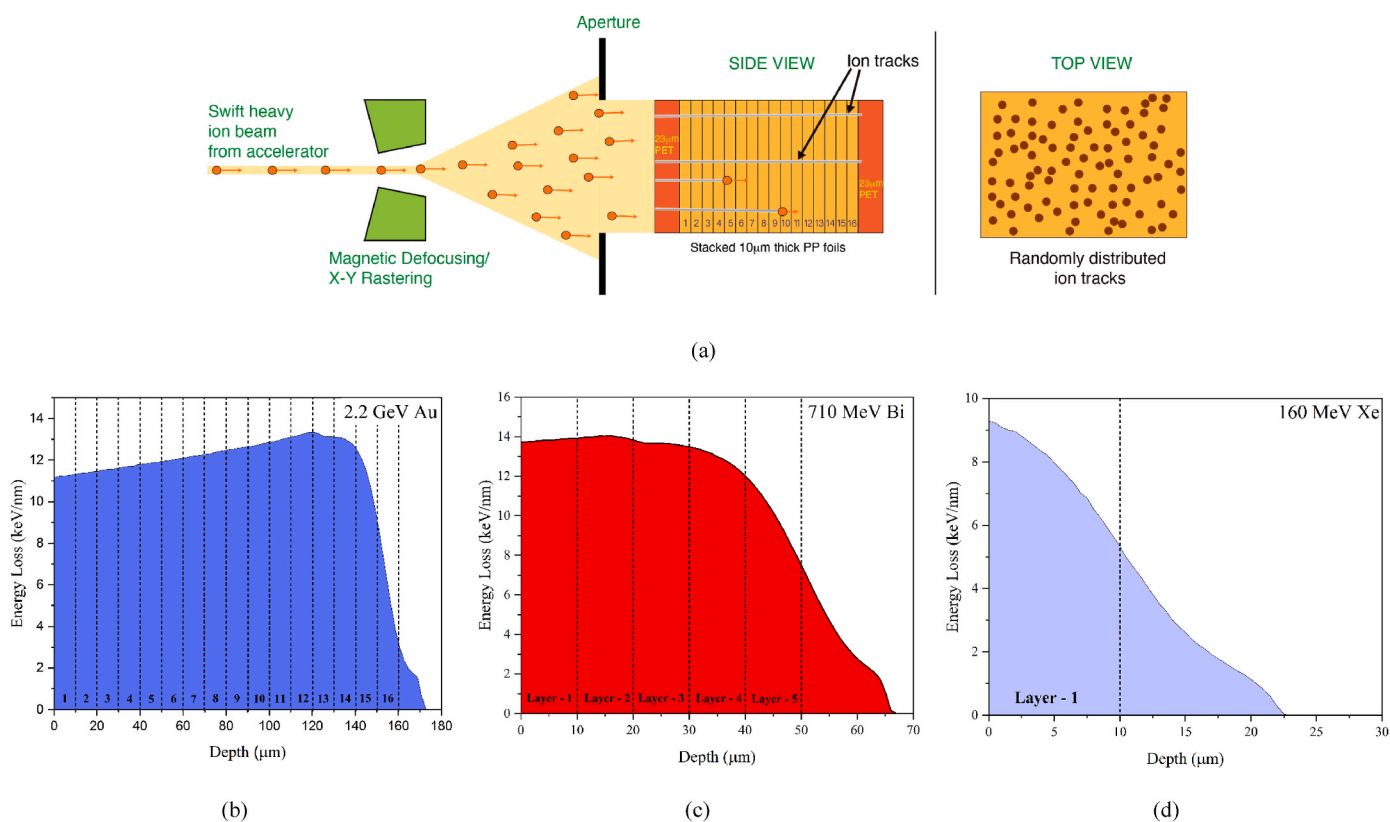 Aperture
SIDE VIEW
Ion tracks
TOP VIEW
Swift heavy
ion beam
from accelerator
23μm
PET
23μm
PET
1 2 3 4 5 6 7 8 9 10 11 12 13 14 15 16
Stacked 10μm thick PP foils
Magnetic Defocusing/
X-Y Rastering
Randomly distributed
ion tracks
(a)
2.2 GeV Au
Energy Loss (keV/nm)
14
12
10
8
6
4
2
0
1 2 3 4 5 6 7 8 9 10 11 12 13 14 15 16
0 20 40 60 80 100 120 140 160 180
Depth (μm)
(b)
710 MeV Bi
Energy Loss (keV/nm)
16
14
12
10
8
6
4
2
0
Layer - 1 Layer - 2 Layer - 3 Layer - 4 Layer - 5
0 10 20 30 40 50 60 70
Depth (μm)
(c)
160 MeV Xe
Energy Loss (keV/nm)
10
8
6
4
2
0
Layer - 1
0 5 10 15 20 25 30
Depth (μm)
(d)